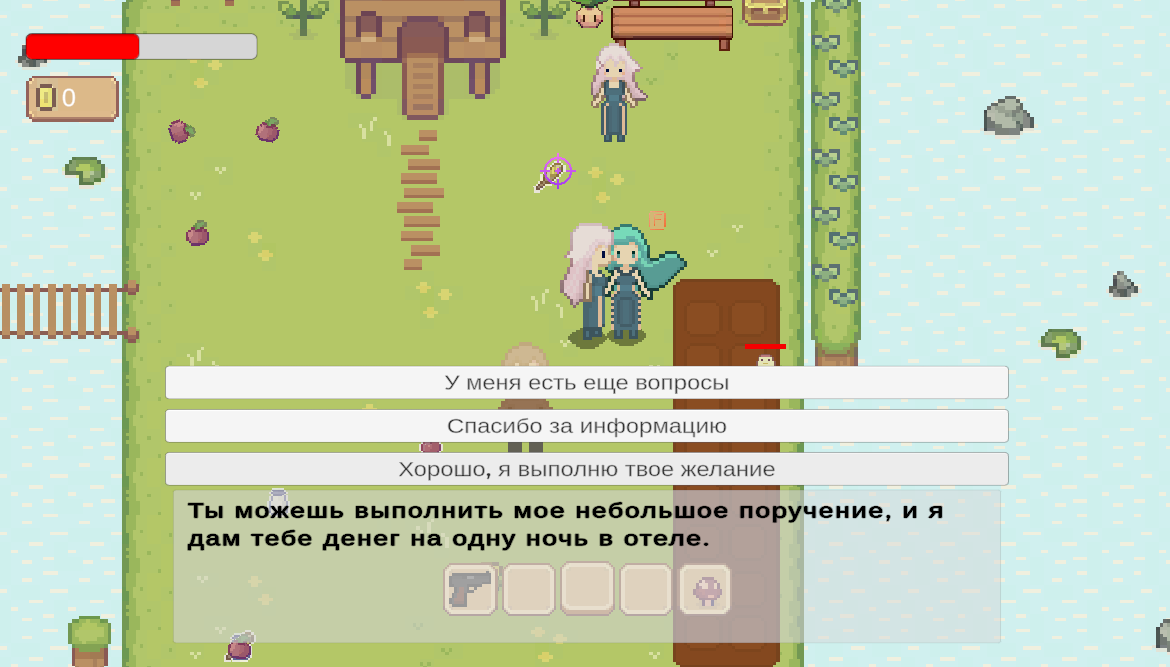 0
У меня есть еще вопросы
Спасибо за информацию
Хорошо, я выполню твое желание
Ты можешь выполнить мое небольшое поручение, и я
дам тебе денег на одну ночь в отеле.